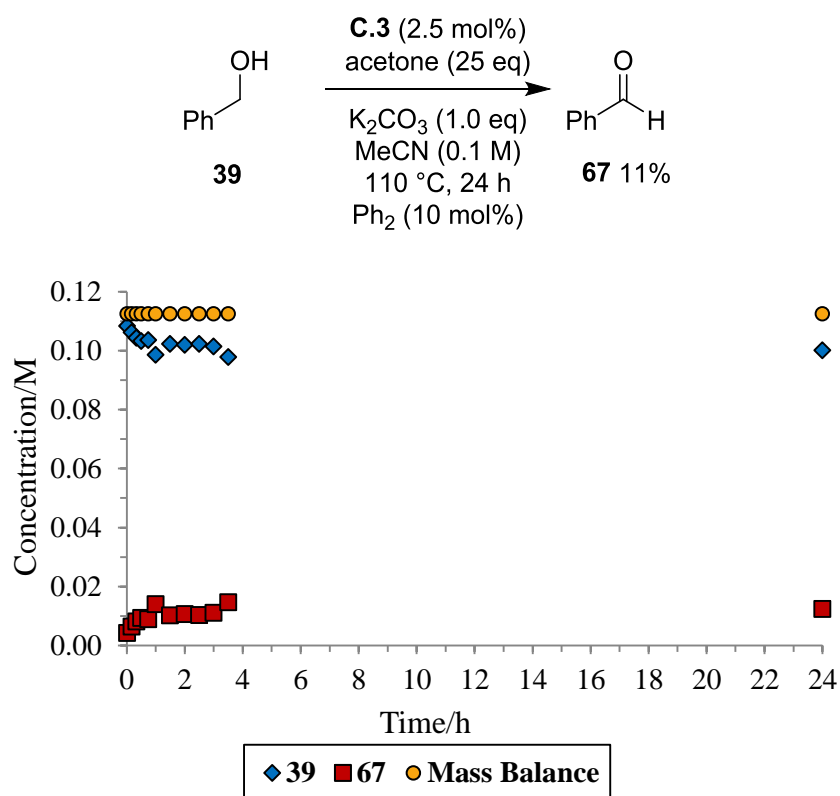 C.3 (2.5 mol%)
acetone (25 eq)
K₂CO₃ (1.0 eq)
MeCN (0.1 M)
110 °C, 24 h
Ph₂ (10 mol%)
OH
Ph
39
O
Ph H
67 11%
Concentration/M
0.12
0.10
0.08
0.06
0.04
0.02
0.00
0 2 4 6 8 10 12 14 16 18 20 22 24
Time/h
39 67 Mass Balance